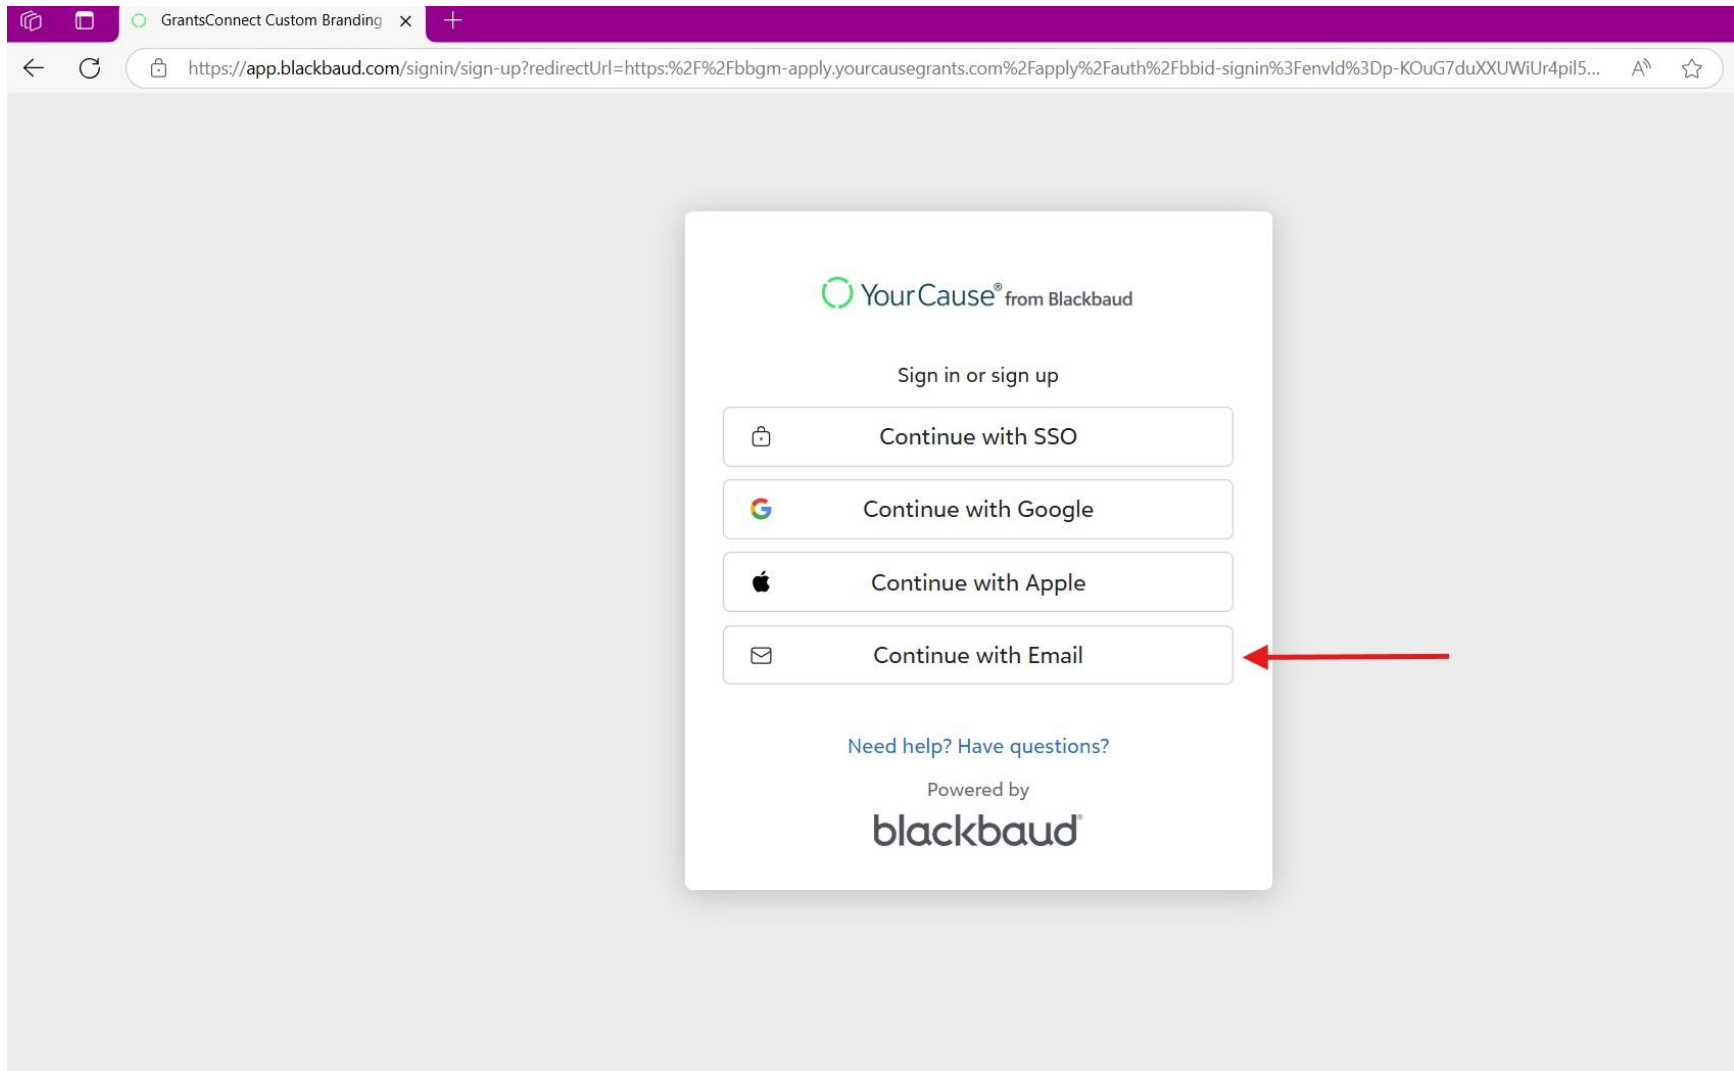 GrantsConnect Custom Branding
https://app.blackbaud.com/signin/sign-up?redirectUrl=https:%2F%2Fbbgm-apply.yourcausegrants.com%2Fapply%2Fauth%2Fbbid-signin%3FenvId%3Dp-KOuG7duXXUWiUr4pil5...
YourCause® from Blackbaud
Sign in or sign up
Continue with SSO
Continue with Google
Continue with Apple
Continue with Email
Need help? Have questions?
Powered by
blackbaud®